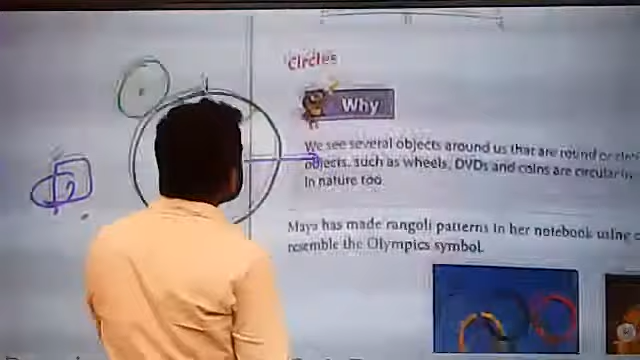 Circles
Why
We see several objects around us that are round or
objects, such as wheels, DVDs and coins are circular in
in nature too.
Maya has made rangoli patterns in her notebook using
resemble the Olympics symbol.